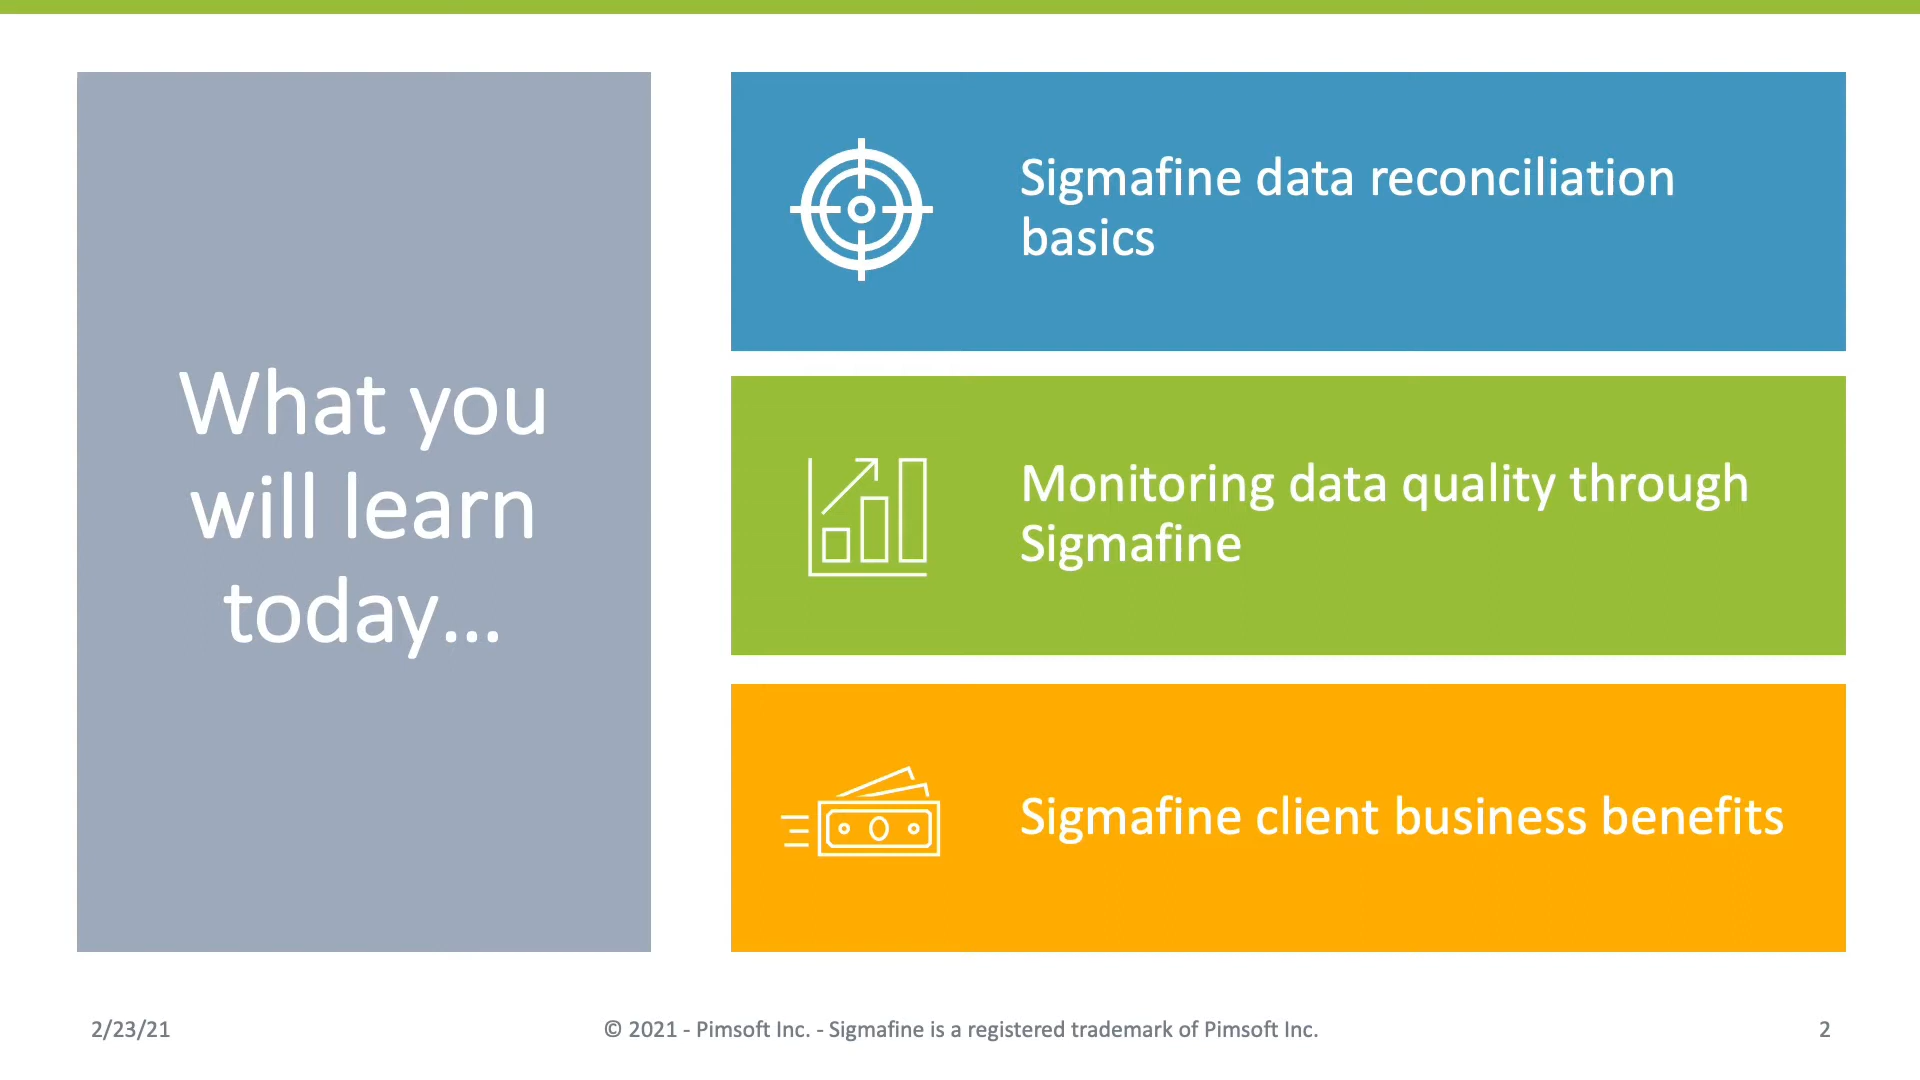 What you
will learn
today...
Sigmafine data reconciliation
basics
Monitoring data quality through
Sigmafine
Sigmafine client business benefits
2/23/21
© 2021 - Pimsoft Inc. - Sigmafine is a registered trademark of Pimsoft Inc.
2